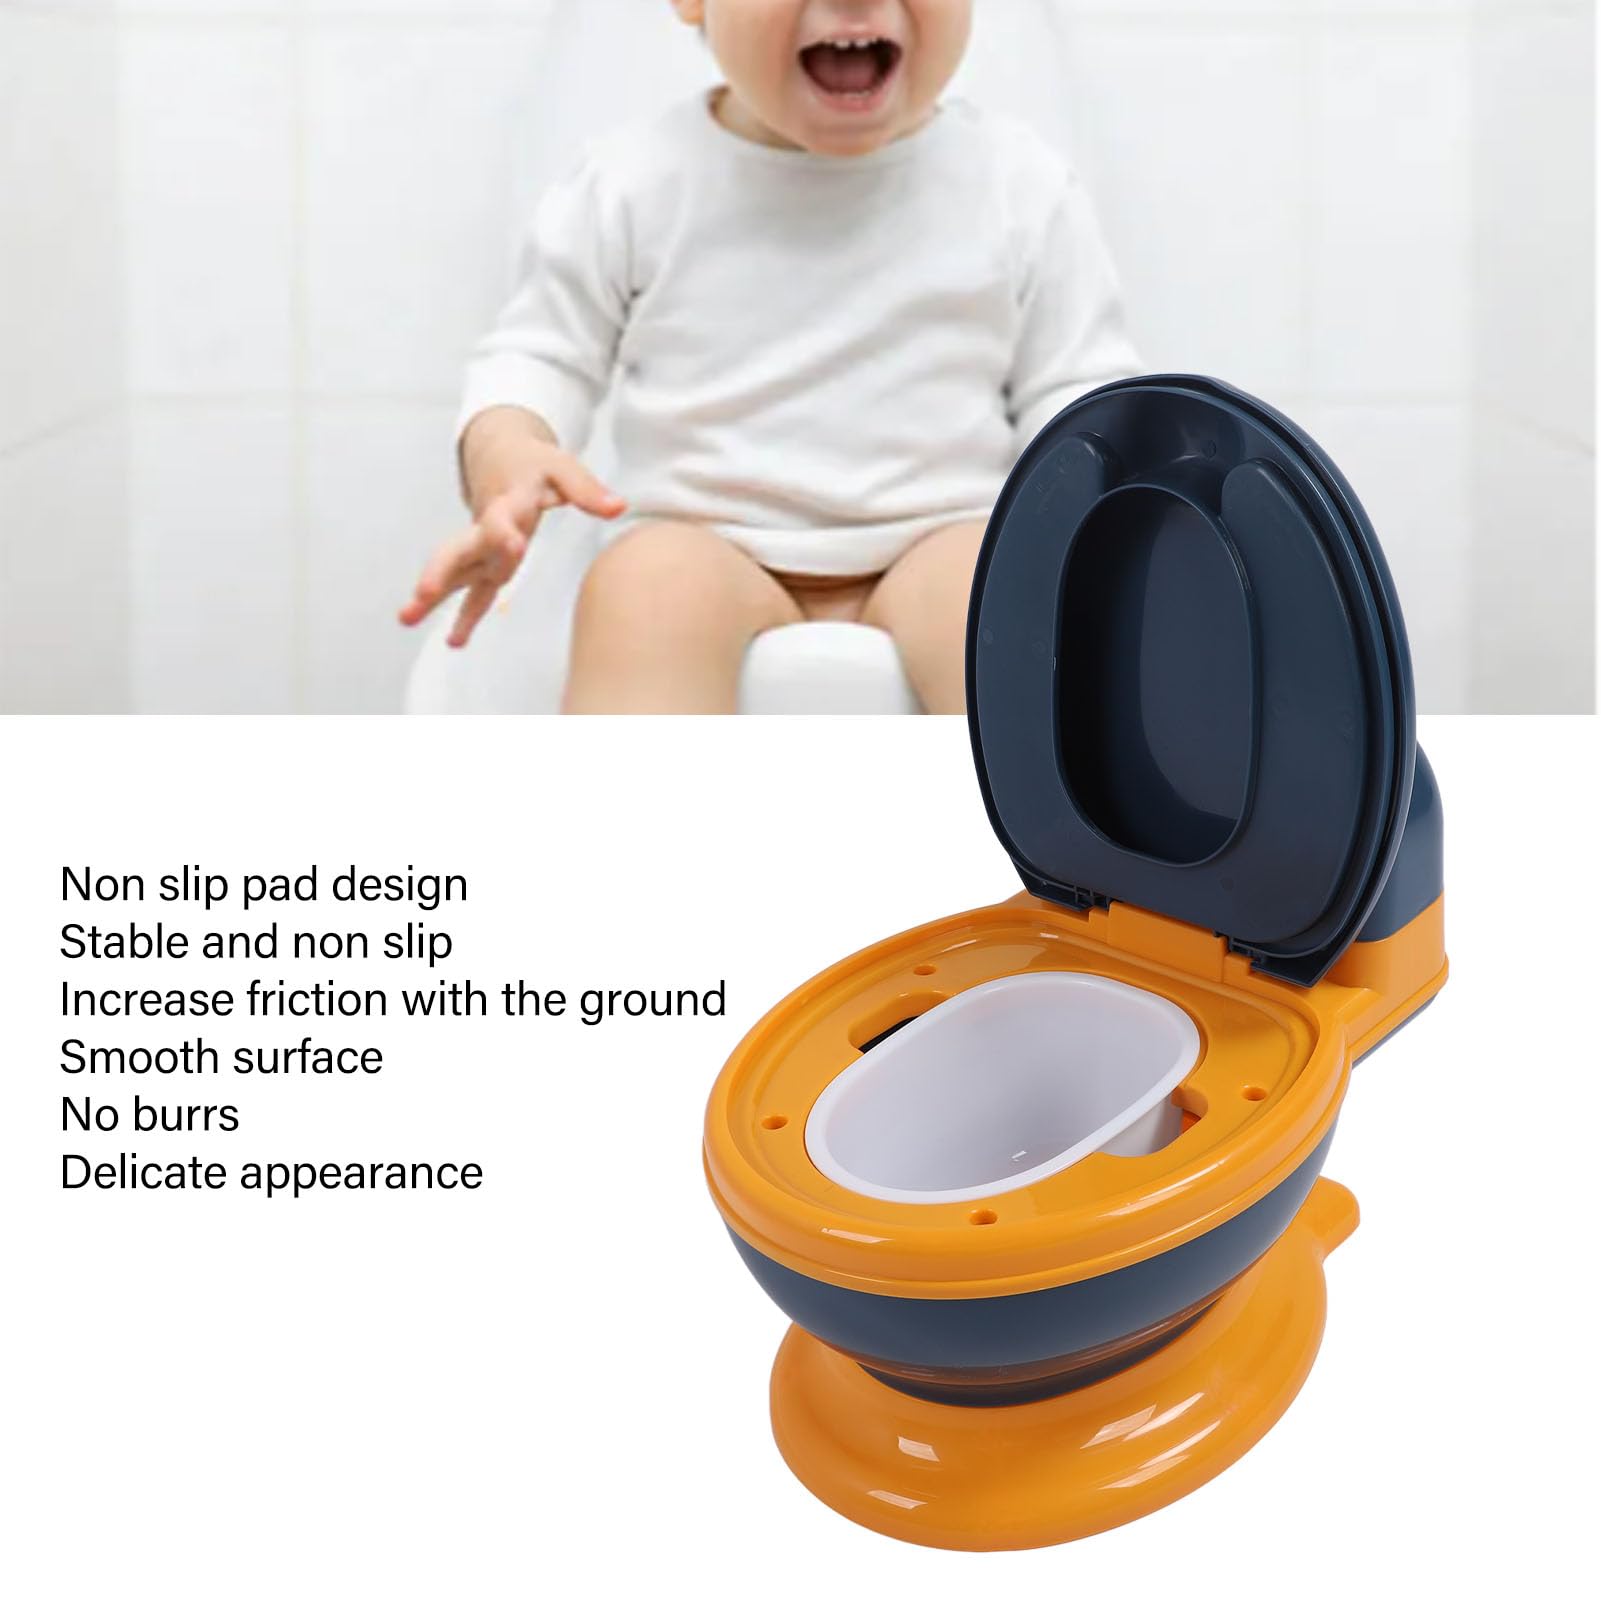 Non slip pad design
Stable and non slip
Increase friction with the ground
Smooth surface
No burrs
Delicate appearance